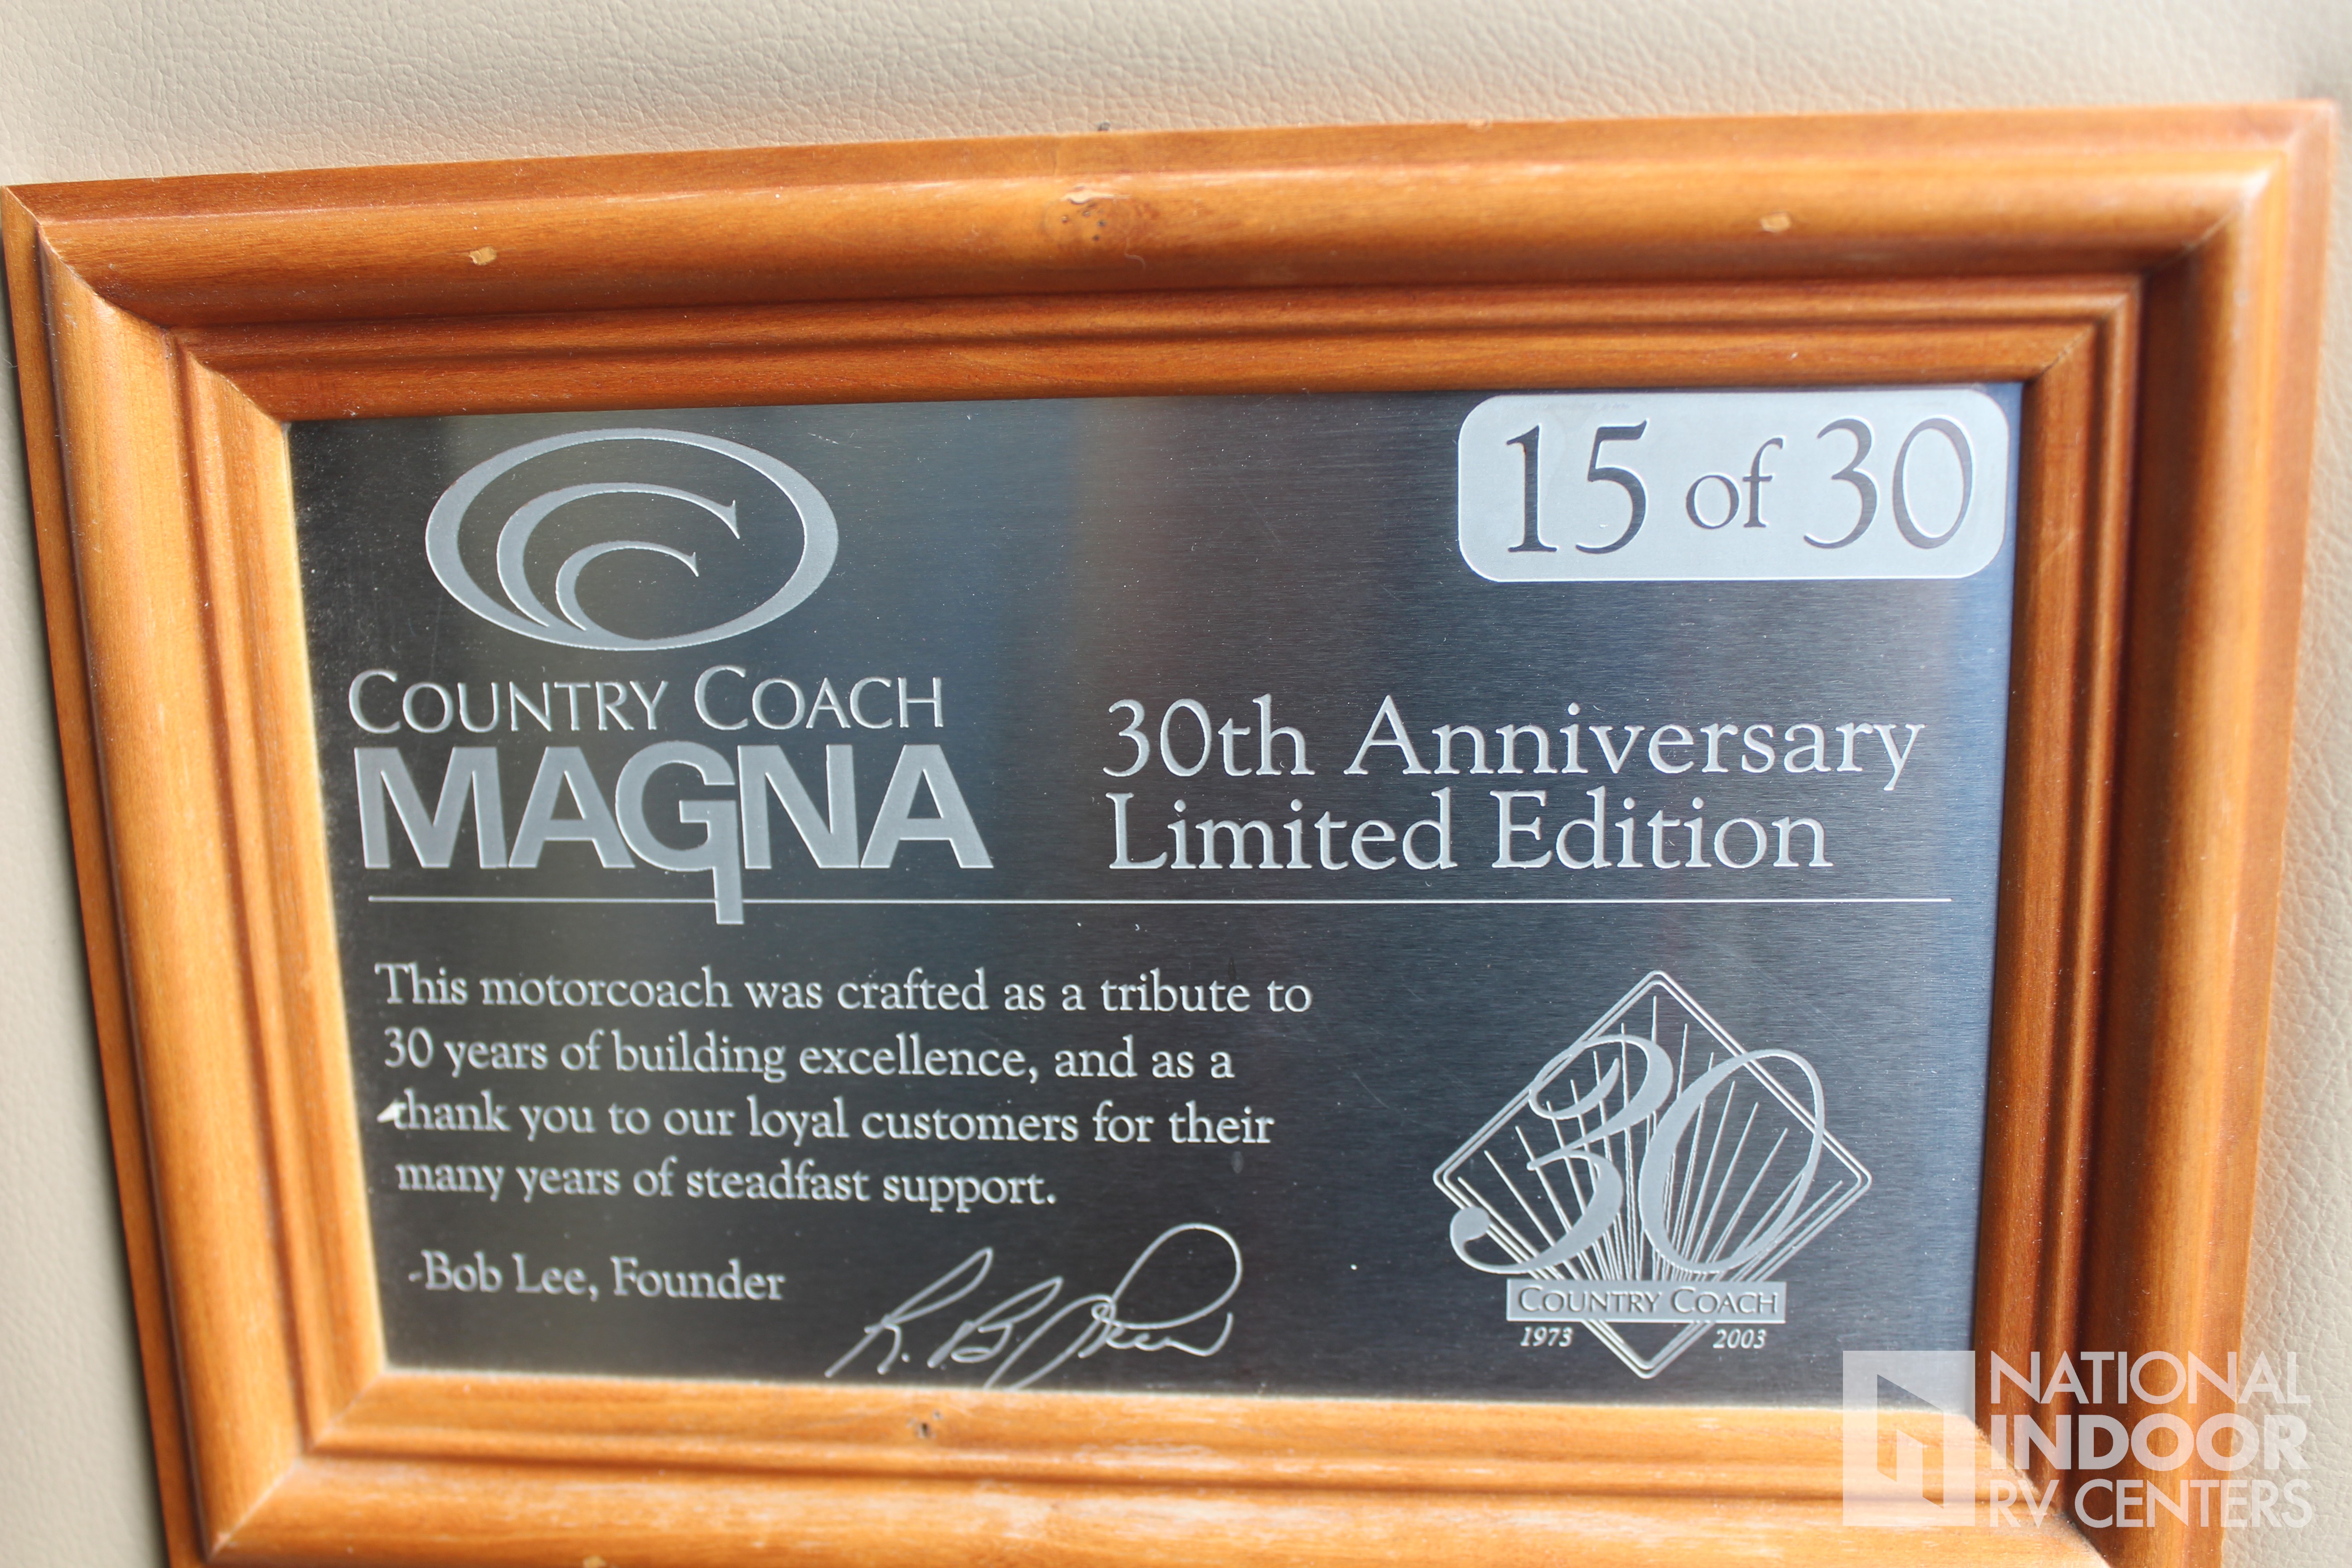 15 of 30
COUNTRY COACH
MAGNA
30th Anniversary
Limited Edition
This motorcoach was crafted as a tribute to
30 years of building excellence, and as a
thank you to our loyal customers for their
many years of steadfast support.
-Bob Lee, Founder
30
COUNTRY COACH
1973 2003
NATIONAL
INDOOR
RV CENTERS